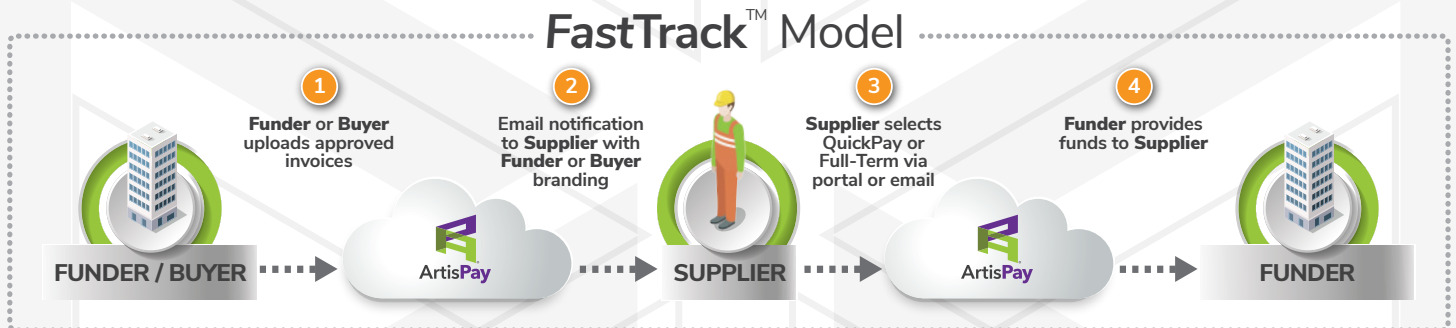 FastTrack™ Model
1
Funder or Buyer
uploads approved
invoices
2
Email notification
to Supplier with
Funder or Buyer
branding
3
Supplier selects
QuickPay or
Full-Term via
portal or email
4
Funder provides
funds to Supplier
FUNDER / BUYER
ArtisPay
SUPPLIER
ArtisPay
FUNDER